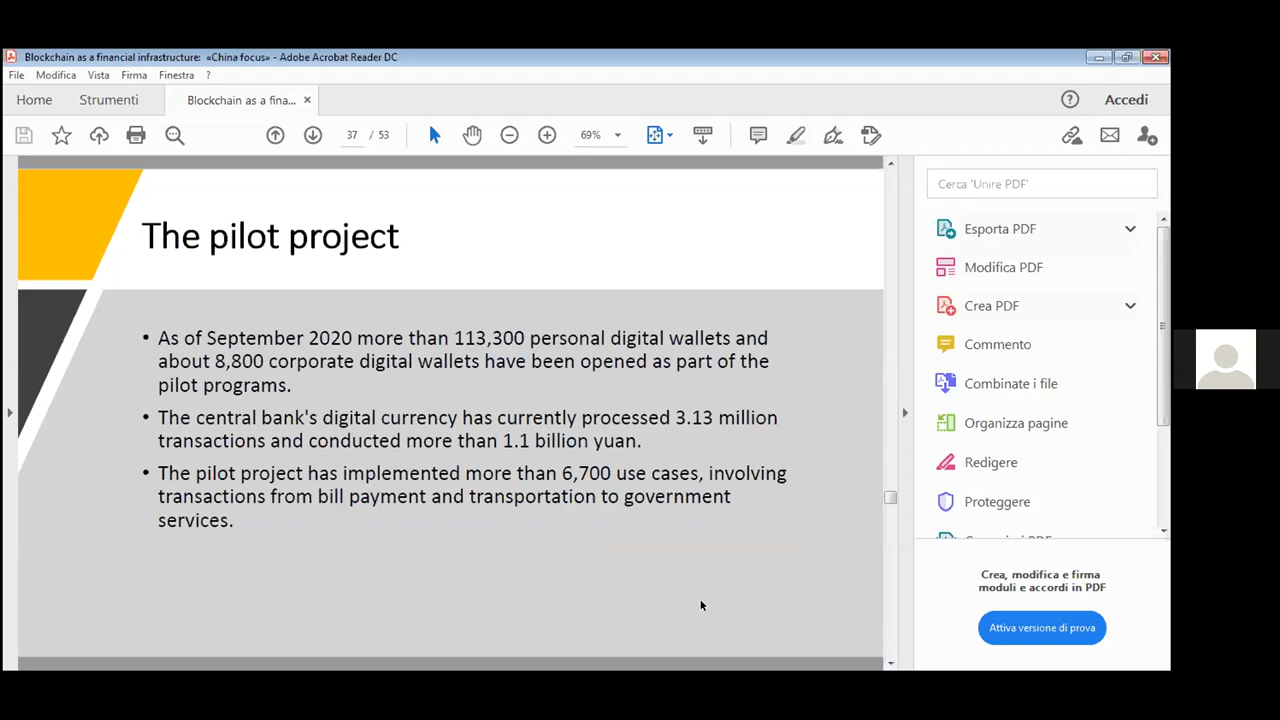 Blockchain as a financial infrastructure: «China focus» - Adobe Acrobat Reader DC
File Modifica Vista Firma Finestra ?
Home Strumenti Blockchain as a fina... × Accedi
37 / 53 69%
The pilot project
• As of September 2020 more than 113,300 personal digital wallets and
about 8,800 corporate digital wallets have been opened as part of the
pilot programs.
• The central bank's digital currency has currently processed 3.13 million
transactions and conducted more than 1.1 billion yuan.
• The pilot project has implemented more than 6,700 use cases, involving
transactions from bill payment and transportation to government
services.
Cerca 'Unire PDF'
Esporta PDF
Modifica PDF
Crea PDF
Commento
Combinate i file
Organizza pagine
Redigere
Proteggere
Crea, modifica e firma
moduli e accordi in PDF
Attiva versione di prova